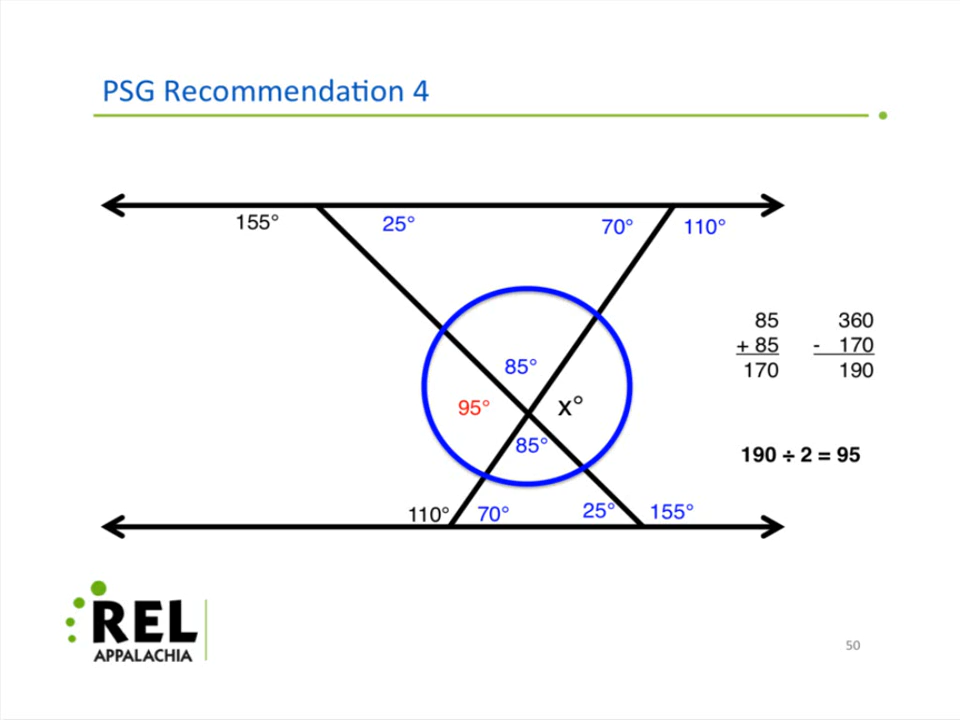 PSG Recommendation 4
155° 25° 70° 110°
85°
95° x°
85°
110° 70° 25° 155°
85
+ 85
170
360
- 170
190
190 ÷ 2 = 95
REL
APPALACHIA
50